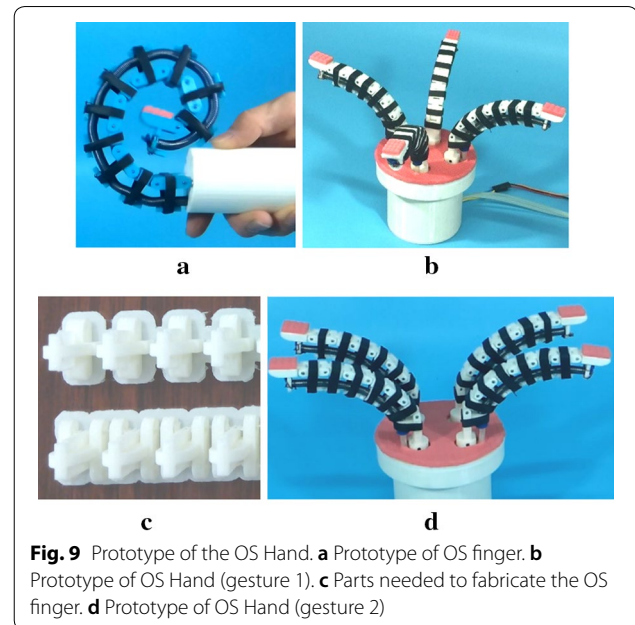 a
b
c
d
Fig. 9 Prototype of the OS Hand. a Prototype of OS finger. b
Prototype of OS Hand (gesture 1). c Parts needed to fabricate the OS
finger. d Prototype of OS Hand (gesture 2)